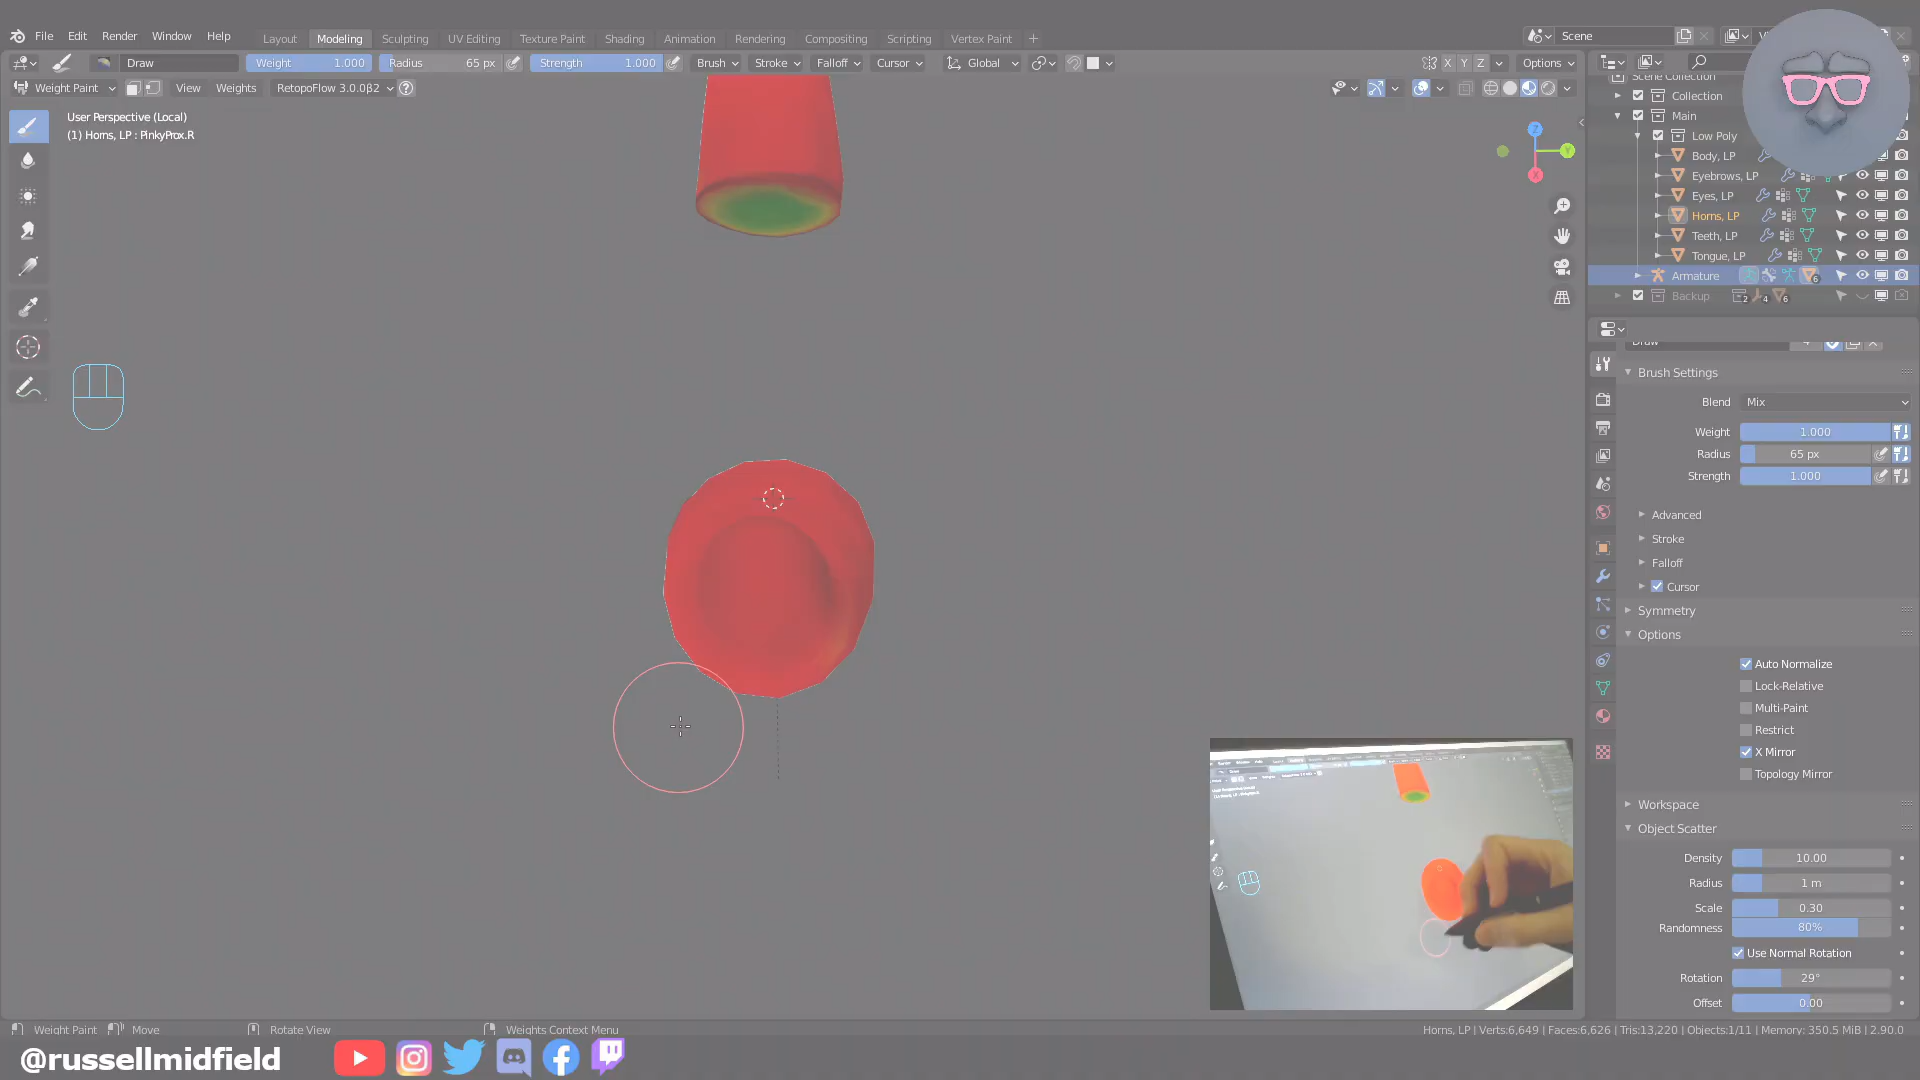 File Edit Render Window Help Layout Modeling Sculpting UV Editing Texture Paint Shading Animation Rendering Compositing Scripting Vertex Paint + Scene
Draw Weight 1.000 Radius 65 px Strength 1.000 Brush Stroke Falloff Cursor Global X Y Z Options
Weight Paint View Weights RetopoFlow 3.0.0β2 ?
User Perspective (Local)
(1) Horns, LP : PinkyProx.R
Z
Y
X
Scene Collection
Collection
Main
Low Poly
Body, LP
Eyebrows, LP
Eyes, LP
Horns, LP
Teeth, LP
Tongue, LP
Armature 6
Backup 2 4 6
Draw 4
Brush Settings
Blend Mix
Weight 1.000
Radius 65 px
Strength 1.000
Advanced
Stroke
Falloff
Cursor
Symmetry
Options
Auto Normalize
Lock-Relative
Multi-Paint
Restrict
X Mirror
Topology Mirror
Workspace
Object Scatter
Density 10.00
Radius 1 m
Scale 0.30
Randomness 80%
Use Normal Rotation
Rotation 29°
Offset 0.00
Weight Paint Move Rotate View Weights Context Menu Horns, LP | Verts:6,649 | Faces:6,626 | Tris:13,220 | Objects:1/11 | Memory: 350.5 MiB | 2.90.0
@russellmidfield